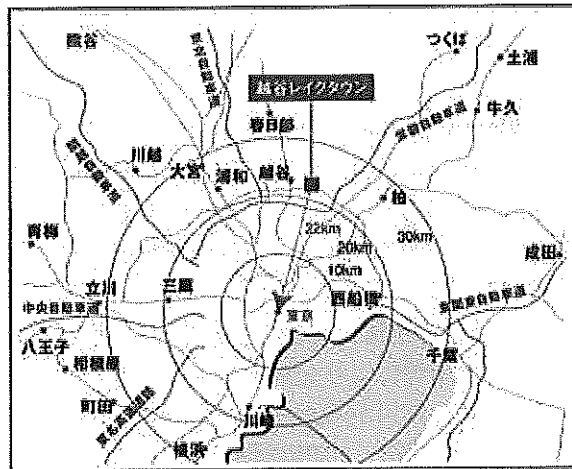 熊谷
つくば
土浦
越谷レイクタウン
春日部
牛久
川越
大宮
浦和
越谷
柏
22km
20km
30km
10km
青梅
成田
立川
三鷹
中央自動車道
西船橋
東京
八王子
相模原
千葉
町田
川崎
横浜